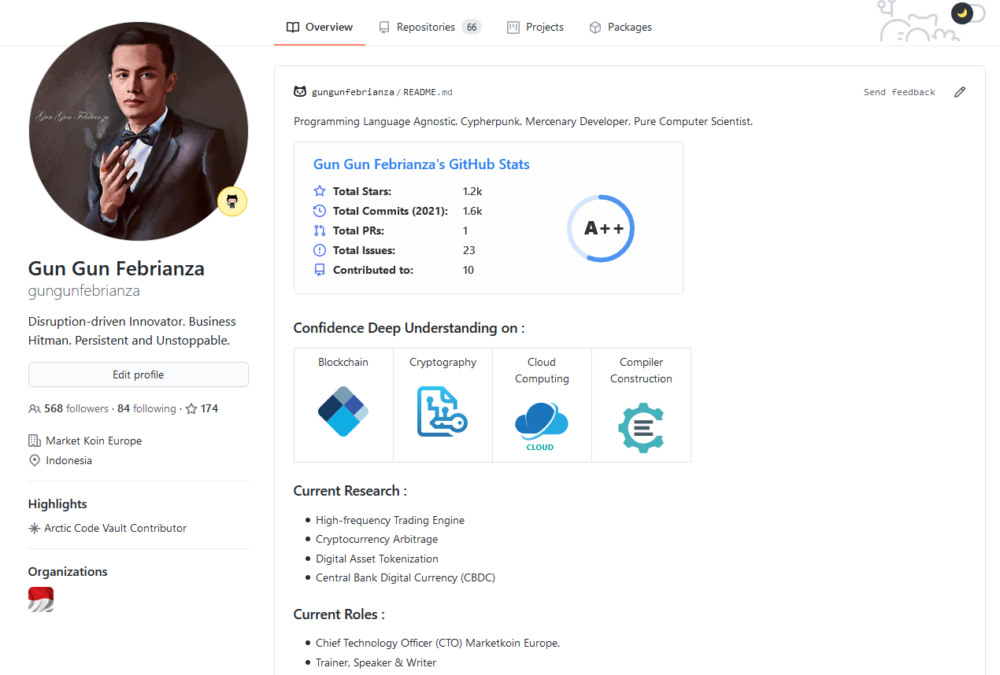 Overview
Repositories 66
Projects
Packages
Gun Gun Febrianza
Gun Gun Febrianza
gungunfebrianza
Disruption-driven Innovator. Business
Hitman. Persistent and Unstoppable.
Edit profile
568 followers · 84 following · 174
Market Koin Europe
Indonesia
Highlights
Arctic Code Vault Contributor
Organizations
gungunfebrianza / README.md
Send feedback
Programming Language Agnostic. Cypherpunk. Mercenary Developer. Pure Computer Scientist.
Gun Gun Febrianza's GitHub Stats
Total Stars: 1.2k
Total Commits (2021): 1.6k
Total PRs: 1
Total Issues: 23
Contributed to: 10
A++
Confidence Deep Understanding on :
Blockchain
Cryptography
Cloud
Computing
CLOUD
Compiler
Construction
Current Research :
High-frequency Trading Engine
Cryptocurrency Arbitrage
Digital Asset Tokenization
Central Bank Digital Currency (CBDC)
Current Roles :
Chief Technology Officer (CTO) Marketkoin Europe.
Trainer, Speaker & Writer